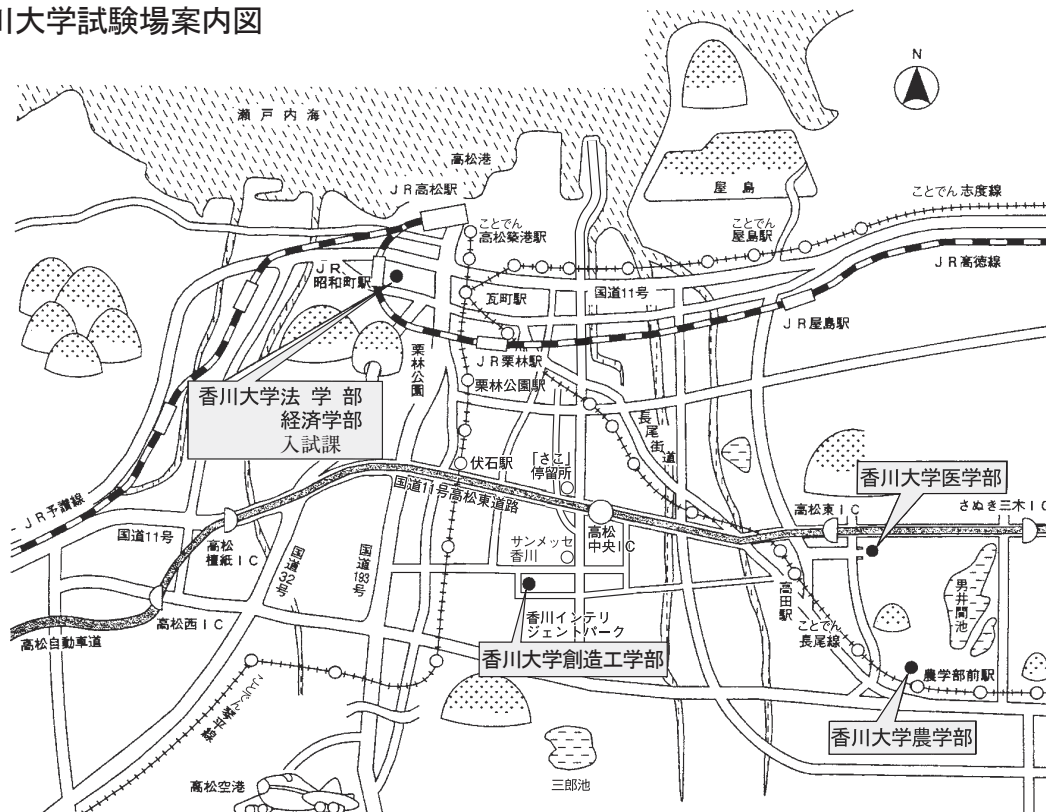 川大学試験場案内図
N
瀬戸内海
高松港
JR高松駅
屋島
ことでん 志度線
ことでん
高松築港駅
ことでん
屋島駅
JR高徳線
JR
昭和町駅
瓦町駅
国道11号
JR屋島駅
JR栗林駅
栗林公園
栗林公園駅
香川大学法学部
経済学部
入試課
長尾街道
伏石駅
「さこ」
停留所
国道11号高松東道路
香川大学医学部
高松東IC
さぬき三木IC
JR予讃線
国道11号
高松
檀紙IC
国道32号
国道193号
サンメッセ
香川
高松
中央IC
高松西IC
高松自動車道
香川インテリ
ジェントパーク
高田駅
男井間池
ことでん
長尾線
香川大学創造工学部
農学部前駅
ことでん琴平線
香川大学農学部
高松空港
三郎池